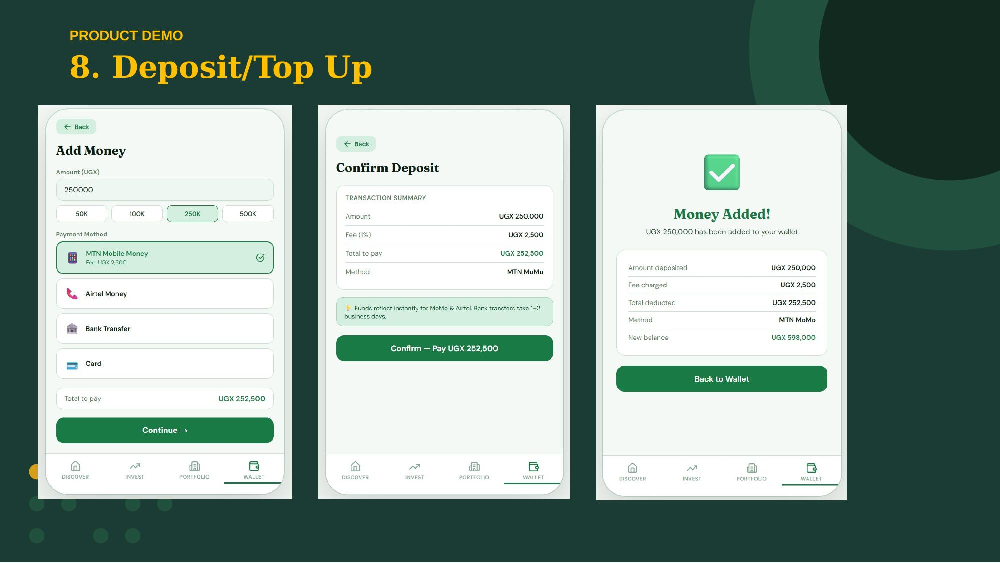 PRODUCT DEMO
8. Deposit/Top Up
← Back
Add Money
Amount (UGX)
250000
50K 100K 250K 500K
Payment Method
MTN Mobile Money
Fee: UGX 2,500
Airtel Money
Bank Transfer
Card
Total to pay UGX 252,500
Continue →
DISCOVER INVEST PORTFOLIO WALLET
← Back
Confirm Deposit
TRANSACTION SUMMARY
Amount UGX 250,000
Fee (1%) UGX 2,500
Total to pay UGX 252,500
Method MTN MoMo
Funds reflect instantly for MoMo & Airtel. Bank transfers take 1–2
business days.
Confirm — Pay UGX 252,500
DISCOVER INVEST PORTFOLIO WALLET
Money Added!
UGX 250,000 has been added to your wallet
Amount deposited UGX 250,000
Fee charged UGX 2,500
Total deducted UGX 252,500
Method MTN MoMo
New balance UGX 598,000
Back to Wallet
DISCOVER INVEST PORTFOLIO WALLET